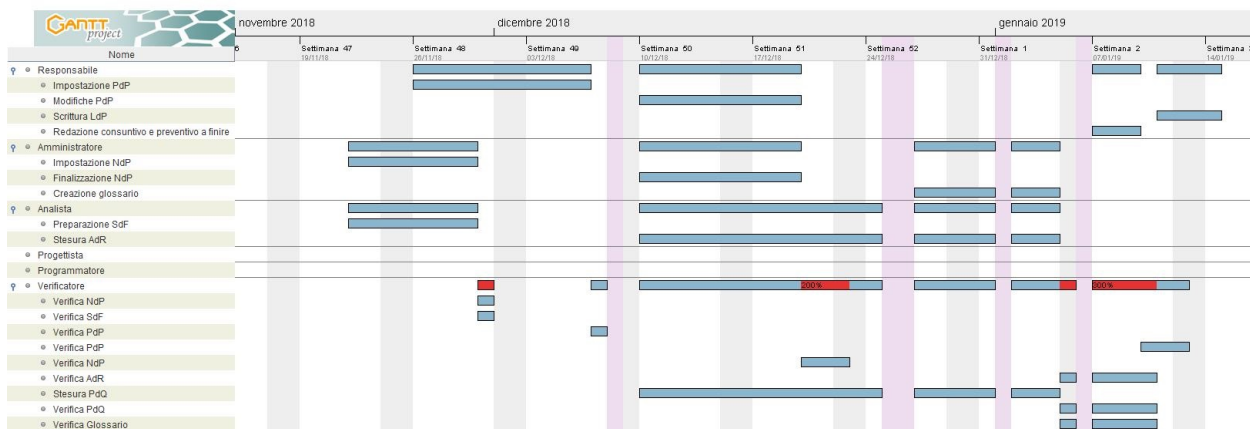 GANTT
project
novembre 2018
dicembre 2018
gennaio 2019
Nome
6
Settimana 47
Settimana 48
Settimana 49
Settimana 50
Settimana 51
Settimana 52
Settimana 1
Settimana 2
Settimana
19/11/18
26/11/18
03/12/18
10/12/18
17/12/18
24/12/18
31/12/18
07/01/19
14/01/19
Responsabile
Impostazione PdP
Modifiche PdP
Scrittura LdP
Redazione consuntivo e preventivo a finire
Amministratore
Impostazione NdP
Finalizzazione NdP
Creazione glossario
Analista
Preparazione SdF
Stesura AdR
Progettista
Programmatore
Verificatore
200%
200%
Verifica NdP
Verifica SdF
Verifica PdP
Verifica PdP
Verifica NdP
Verifica AdR
Stesura PdQ
Verifica PdQ
Verifica Glossario